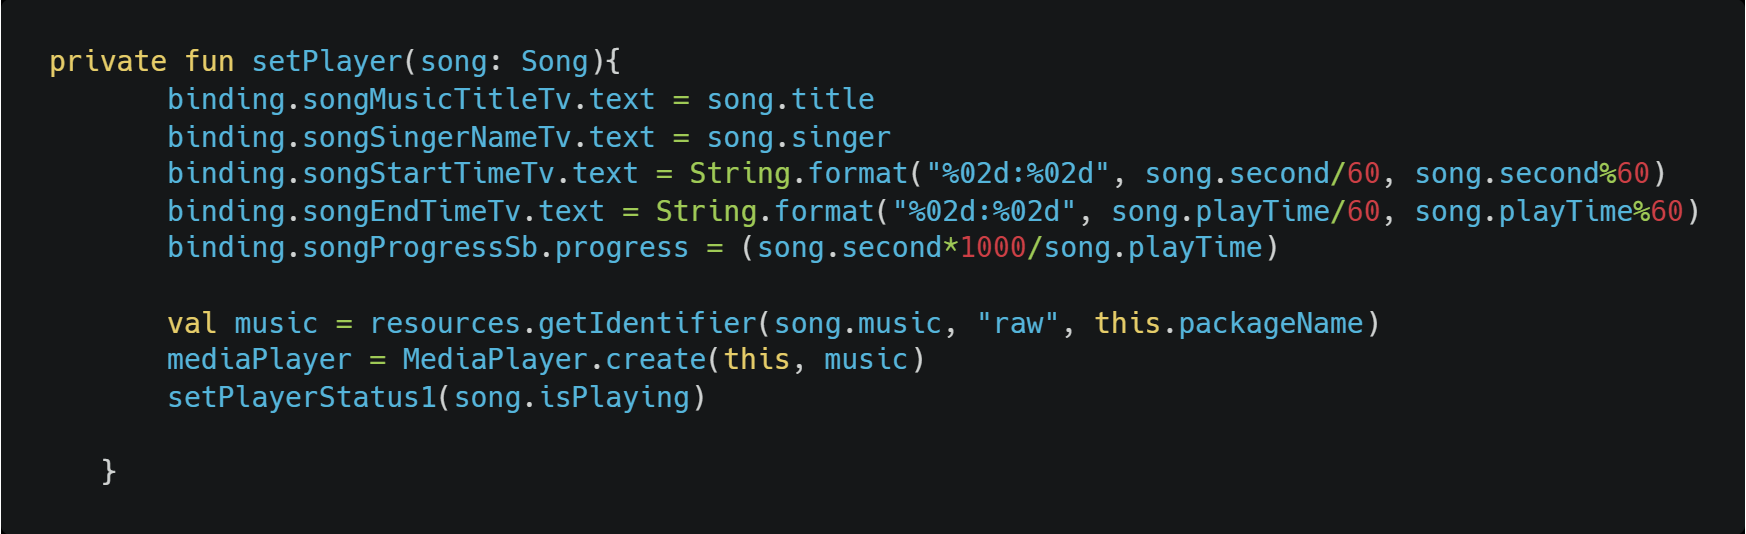 private fun setPlayer(song: Song){
binding.songMusicTitleTv.text = song.title
binding.songSingerNameTv.text = song.singer
binding.songStartTimeTv.text = String.format("%02d:%02d", song.second/60, song.second%60)
binding.songEndTimeTv.text = String.format("%02d:%02d", song.playTime/60, song.playTime%60)
binding.songProgressSb.progress = (song.second*1000/song.playTime)
val music = resources.getIdentifier(song.music, "raw", this.packageName)
mediaPlayer = MediaPlayer.create(this, music)
setPlayerStatus1(song.isPlaying)
}